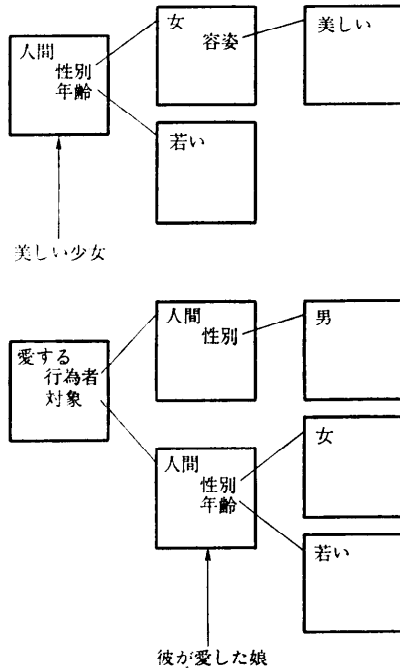 人間
性別
年齢
女
容姿
美しい
若い
美しい少女
愛する
行為者
対象
人間
性別
男
人間
性別
年齢
女
若い
彼が愛した娘